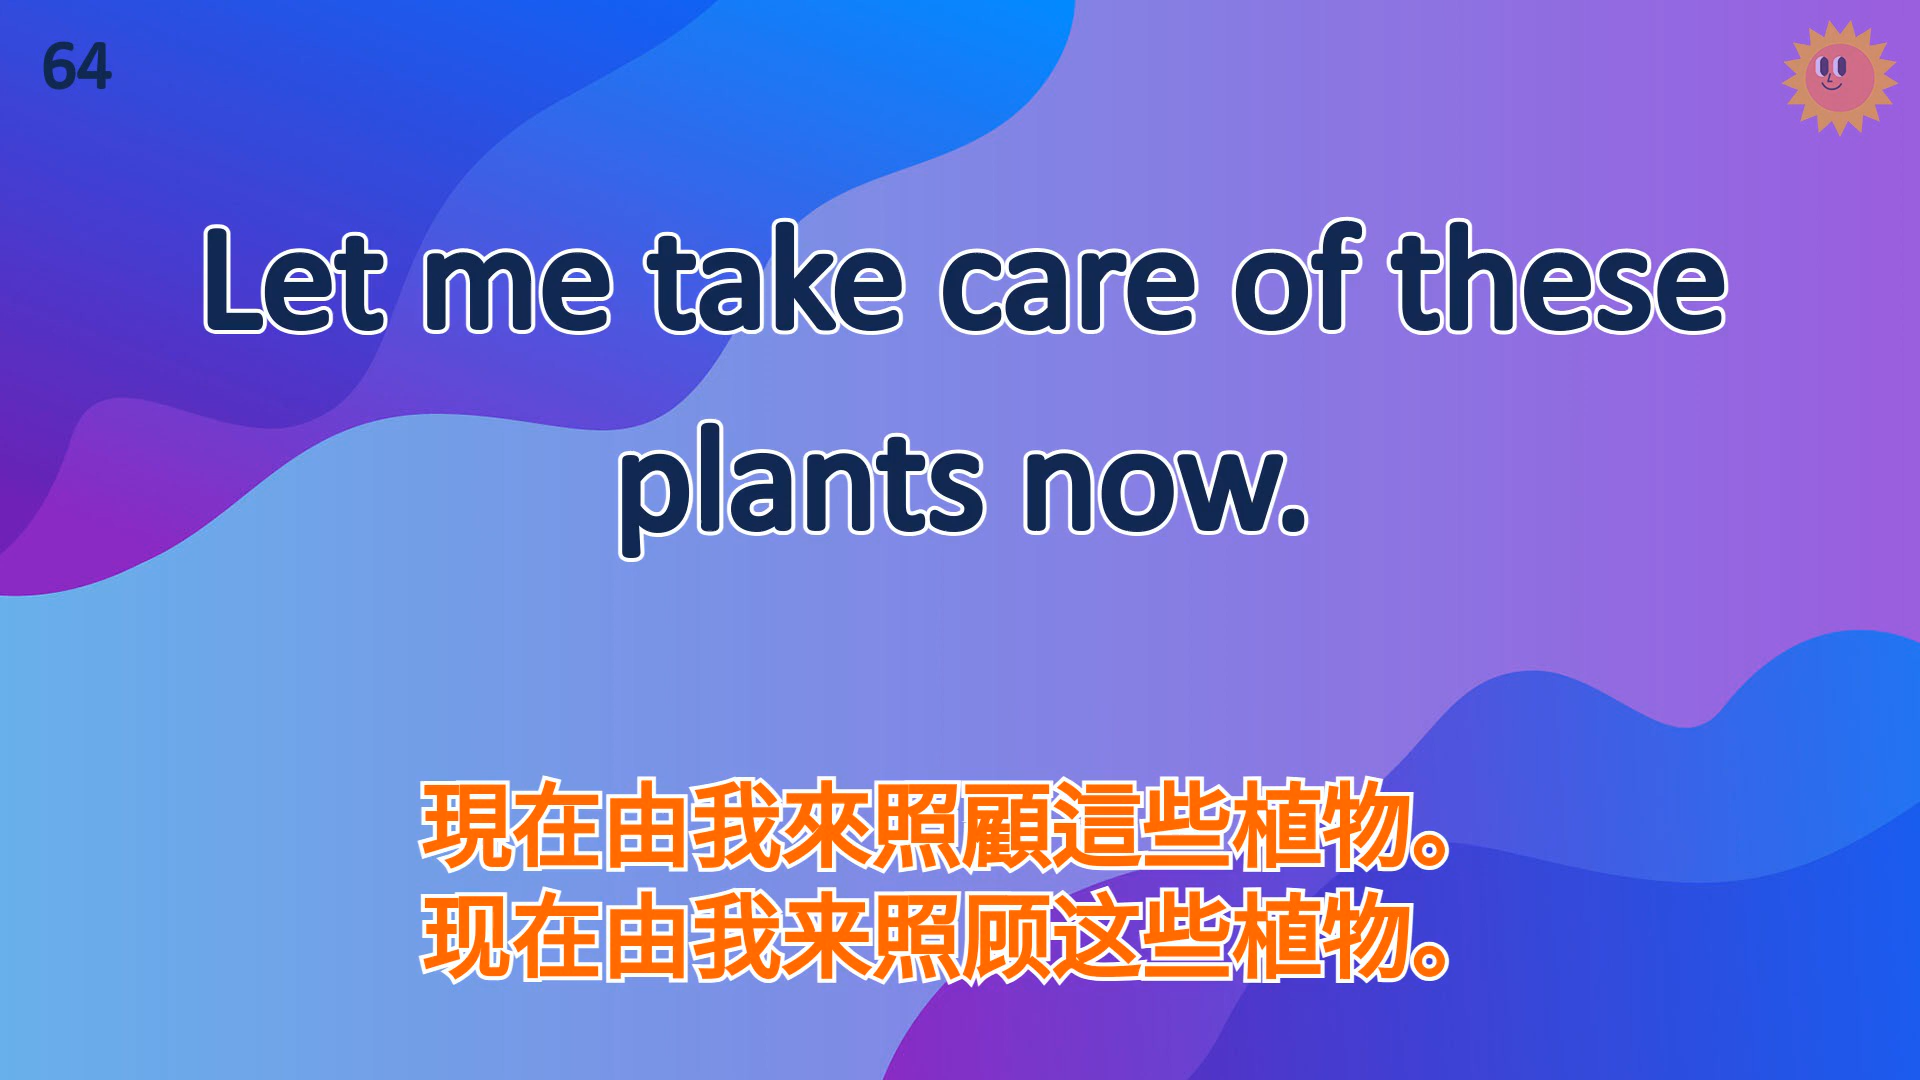 64
Let me take care of these
plants now.
現在由我來照顧這些植物。
现在由我来照顾这些植物。